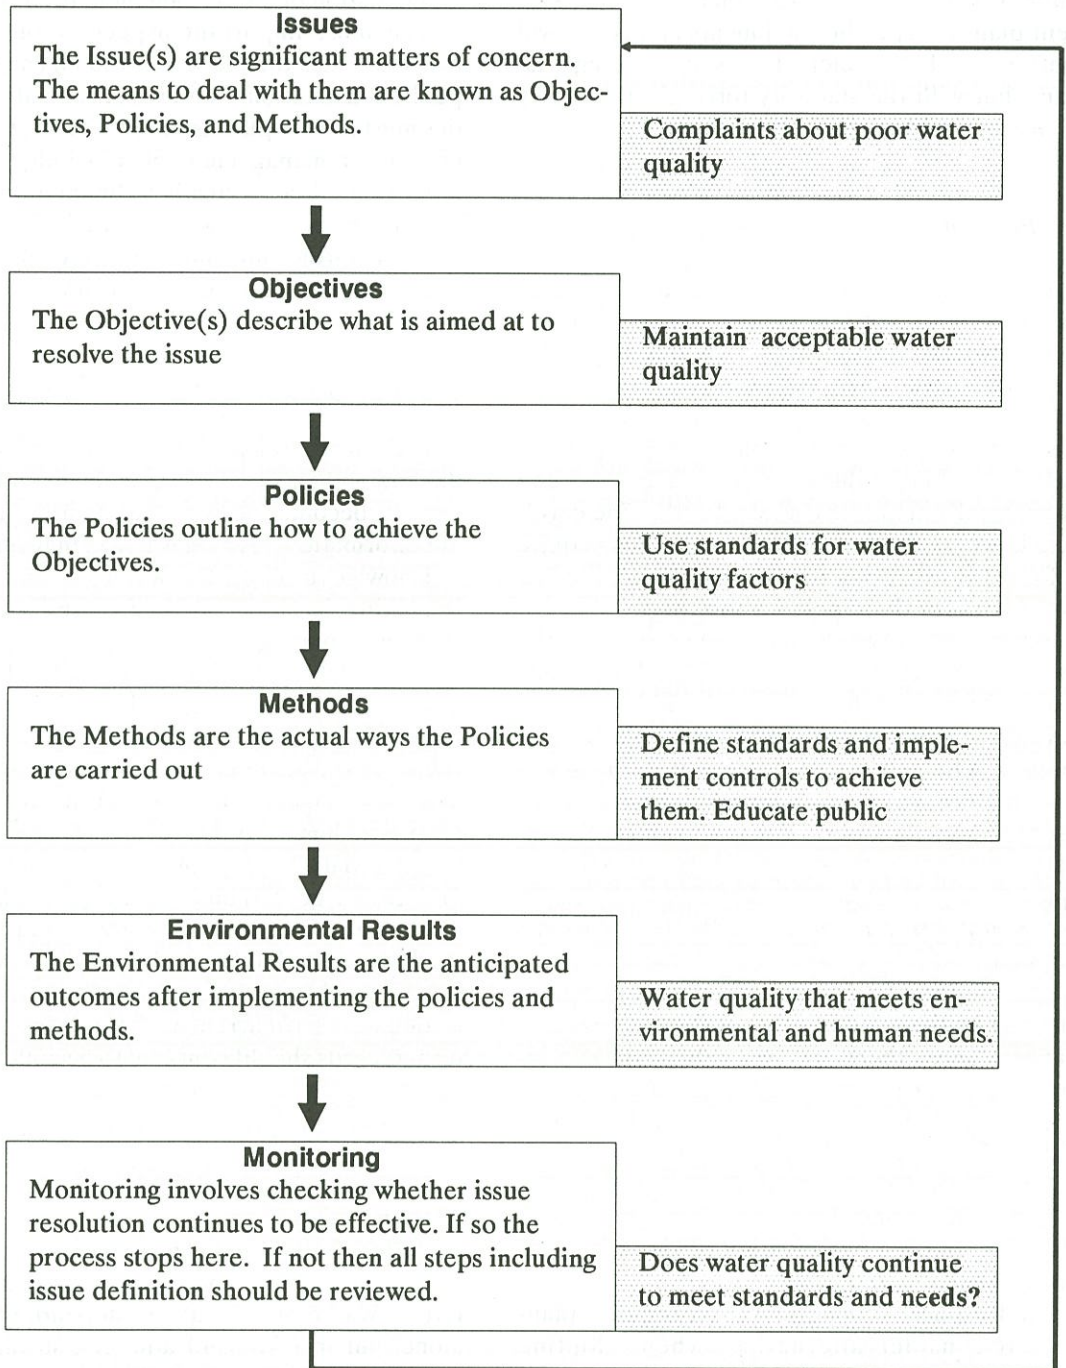 Issues
The Issue(s) are significant matters of concern.
The means to deal with them are known as Objec-
tives, Policies, and Methods.
Complaints about poor water
quality
Objectives
The Objective(s) describe what is aimed at to
resolve the issue
Maintain acceptable water
quality
Policies
The Policies outline how to achieve the
Objectives.
Use standards for water
quality factors
Methods
The Methods are the actual ways the Policies
are carried out
Define standards and imple-
ment controls to achieve
them. Educate public
Environmental Results
The Environmental Results are the anticipated
outcomes after implementing the policies and
methods.
Water quality that meets en-
vironmental and human needs.
Monitoring
Monitoring involves checking whether issue
resolution continues to be effective. If so the
process stops here. If not then all steps including
issue definition should be reviewed.
Does water quality continue
to meet standards and needs?